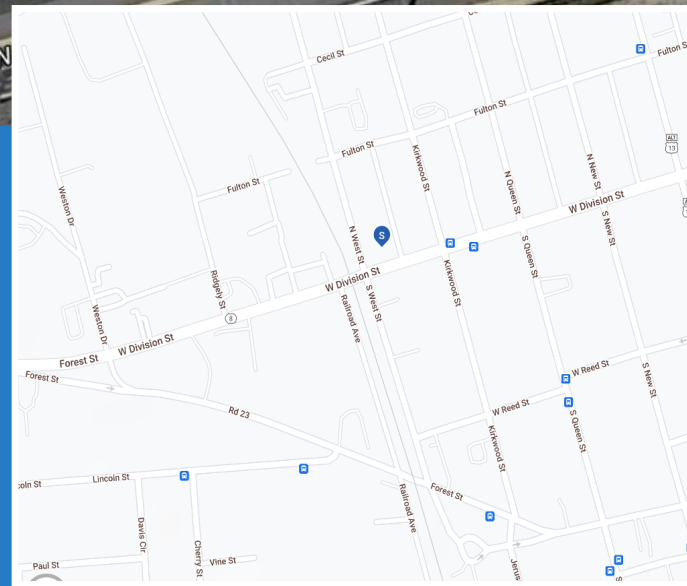 N
Cecil St
Fulton S
Fulton St
ALT
13
Fulton St
Kirkwood St
N New St
Fulton St
N Queen St
Weston Dr
W Division St
S New St
N West St
S
S Queen St
W Division St
Kirkwood St
Ridgely St
S West St
Railroad Ave
8
Weston Dr
W Division St
Forest St
W Reed St
Forest St
S New St
W Reed St
Rd 23
S Queen St
Kirkwood St
Lincoln St
oln St
Forest St
Railroad Ave
Davis Cir
Cherry St
Vine St
Paul St
Jerus
S